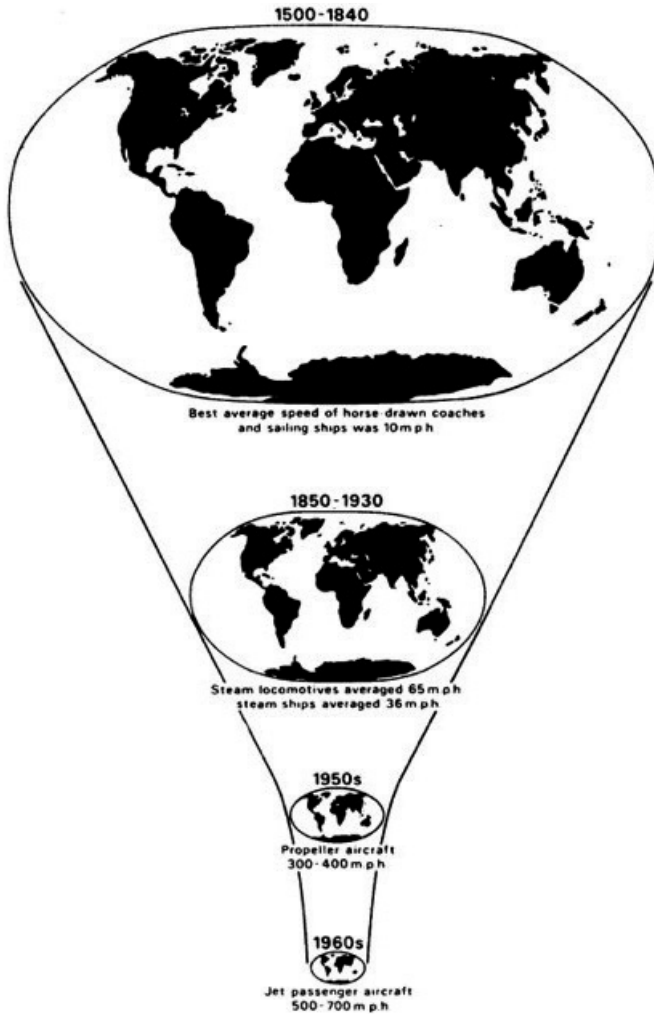 1500-1840
Best average speed of horse-drawn coaches
and sailing ships was 10 m p h
1850-1930
Steam locomotives averaged 65 m p h
steam ships averaged 36 m p h
1950s
Propeller aircraft
300-400 m p h
1960s
Jet passenger aircraft
500-700 m p h